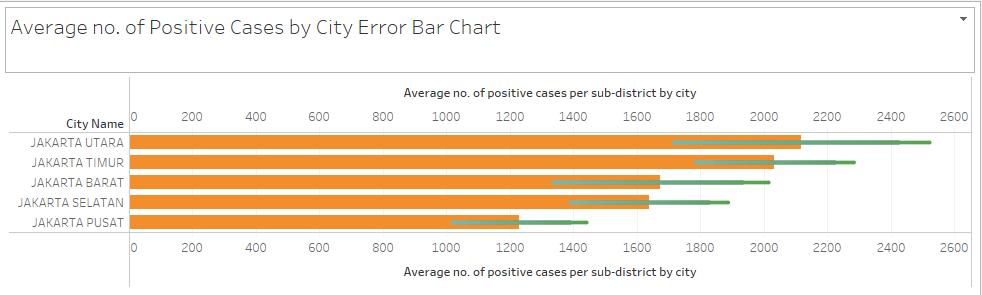 Average no. of Positive Cases by City Error Bar Chart
Average no. of positive cases per sub-district by city
City Name
0 200 400 600 800 1000 1200 1400 1600 1800 2000 2200 2400 2600
JAKARTA UTARA
JAKARTA TIMUR
JAKARTA BARAT
JAKARTA SELATAN
JAKARTA PUSAT
0 200 400 600 800 1000 1200 1400 1600 1800 2000 2200 2400 2600
Average no. of positive cases per sub-district by city